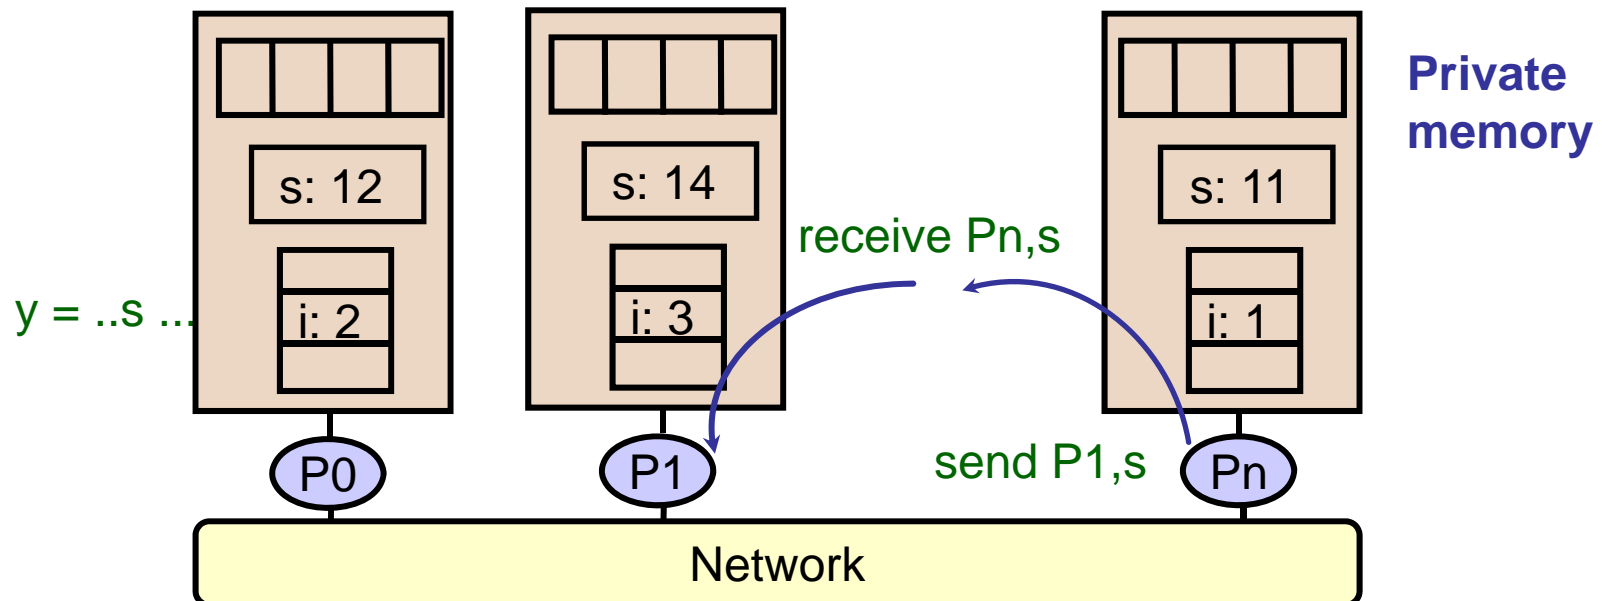 Private
memory
s: 12
s: 14
s: 11
receive Pn,s
y = ..s ...
i: 2
i: 3
i: 1
send P1,s
P0
P1
Pn
Network